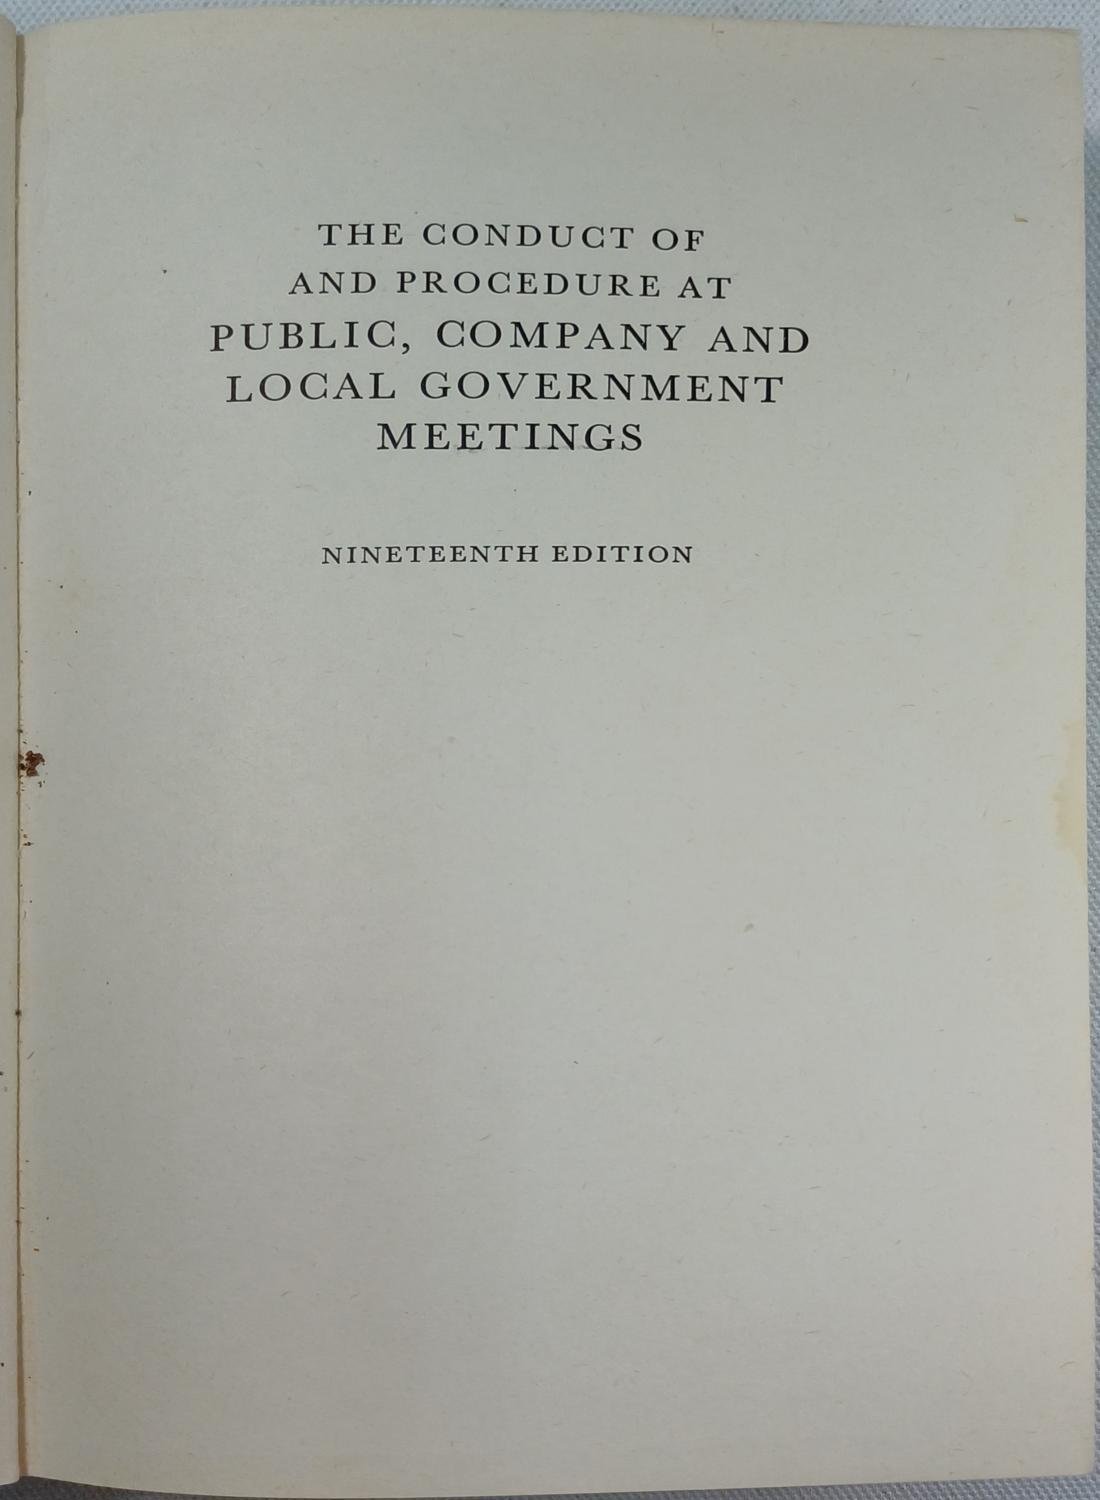 THE CONDUCT OF
AND PROCEDURE AT
PUBLIC, COMPANY AND
LOCAL GOVERNMENT
MEETINGS
NINETEENTH EDITION